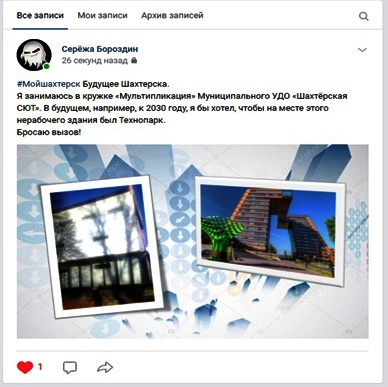 Все записи Мои записи Архив записей
Серёжа Бороздин
26 секунд назад
#Мойшахтерск Будущее Шахтерска.
Я занимаюсь в кружке «Мультипликация» Муниципального УДО «Шахтёрская
СЮТ». В будущем, например, к 2030 году, я бы хотел, чтобы на месте этого
нерабочего здания был Технопарк.
Бросаю вызов!
1